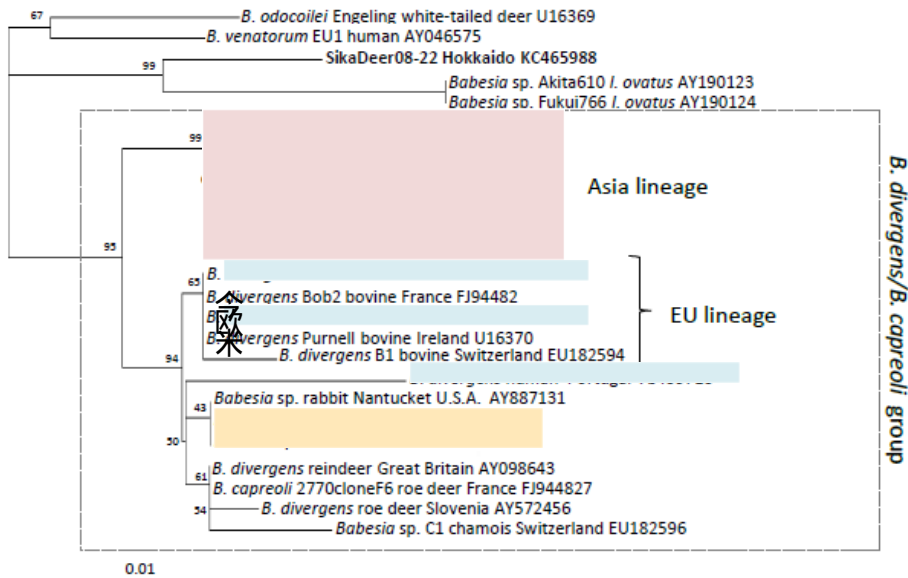 67
B. odocoilei Engeling white-tailed deer U16369
B. venatorum EU1 human AY046575
SikaDeer08-22 Hokkaido KC465988
99
Babesia sp. Akita610 I. ovatus AY190123
Babesia sp. Fukui766 I. ovatus AY190124
99
Asia lineage
B. divergens/B. capreoli group
95
B.
65
B. divergens Bob2 bovine France FJ94482
EU lineage
B. divergens Purnell bovine Ireland U16370
B. divergens B1 bovine Switzerland EU182594
94
Babesia sp. rabbit Nantucket U.S.A. AY887131
43
50
B. divergens reindeer Great Britain AY098643
61
B. capreoli 2770cloneF6 roe deer France FJ944827
54
B. divergens roe deer Slovenia AY572456
Babesia sp. C1 chamois Switzerland EU182596
0.01